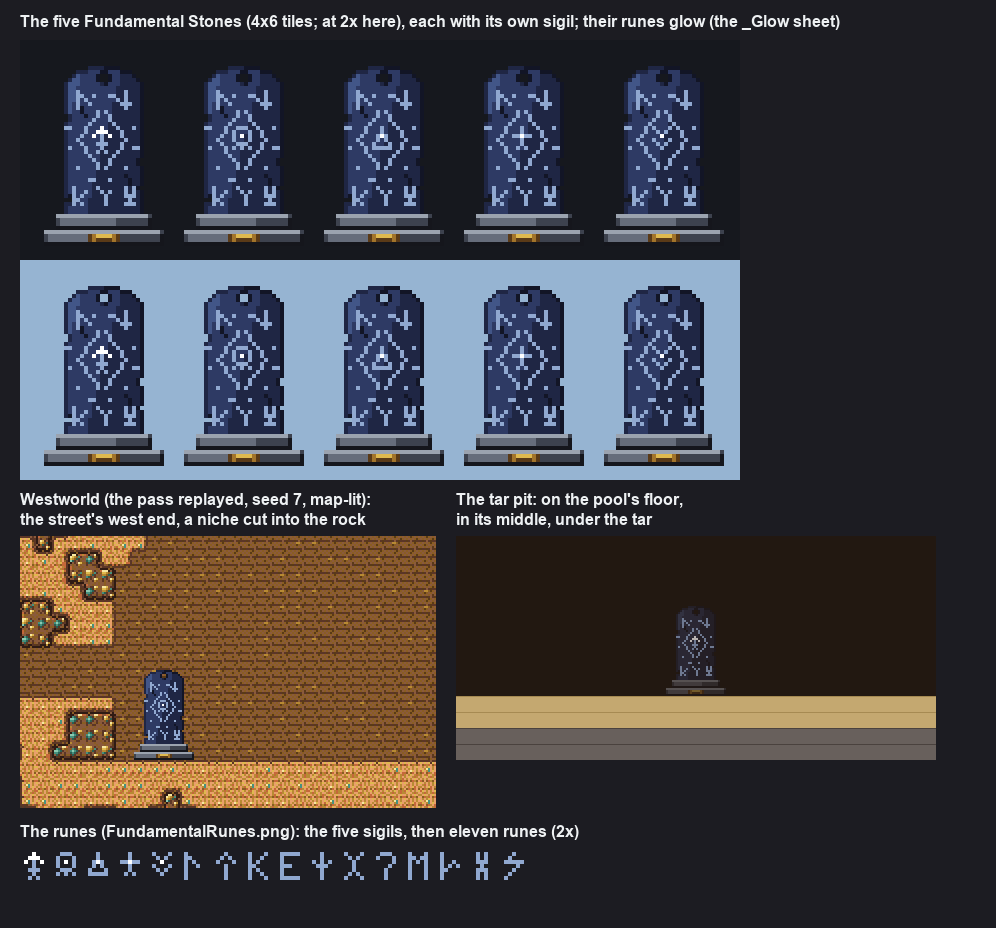 The five Fundamental Stones (4x6 tiles; at 2x here), each with its own sigil; their runes glow (the _Glow sheet)
Westworld (the pass replayed, seed 7, map-lit):
the street's west end, a niche cut into the rock
The tar pit: on the pool's floor,
in its middle, under the tar
The runes (FundamentalRunes.png): the five sigils, then eleven runes (2x)